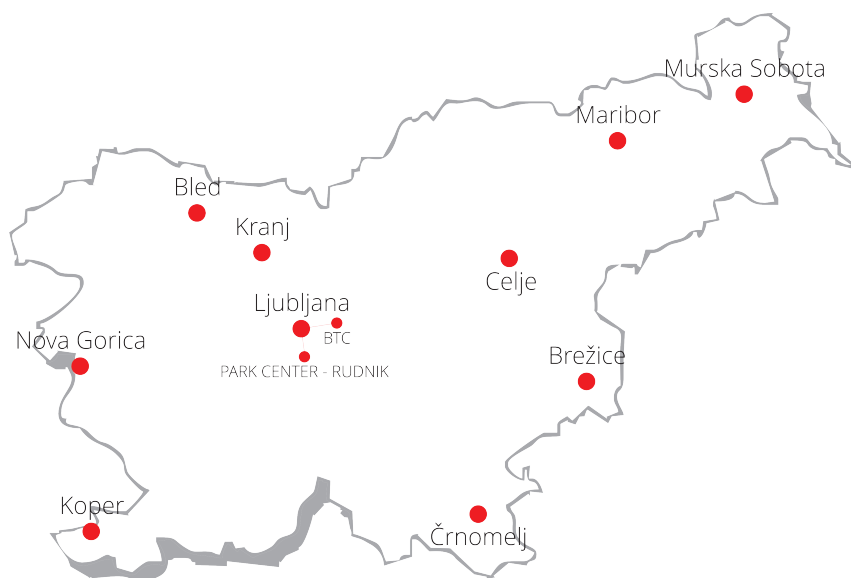 Murska Sobota
Maribor
Bled
Kranj
Celje
Ljubljana
BTC
Nova Gorica
Brežice
PARK CENTER - RUDNIK
Koper
Črnomelj